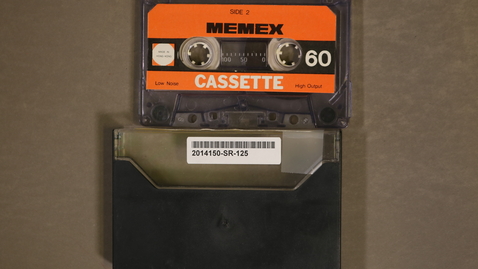 SIDE 2
MEMEX
60
Low Noise
CASSETTE
High Output
2014150-SR-125